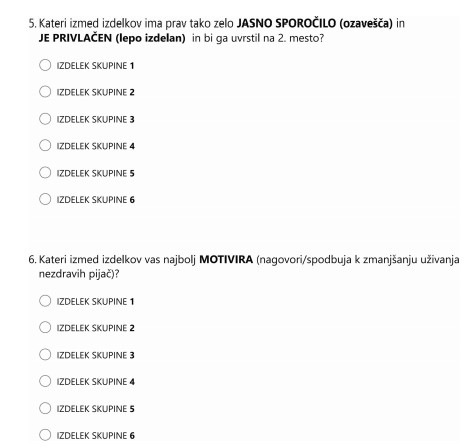 5. Kateri izmed izdelkov ima prav tako zelo JASNO SPOROČILO (ozavešča) in
JE PRIVLAČEN (lepo izdelan) in bi ga uvrstil na 2. mesto?
IZDELEK SKUPINE 1
IZDELEK SKUPINE 2
IZDELEK SKUPINE 3
IZDELEK SKUPINE 4
IZDELEK SKUPINE 5
IZDELEK SKUPINE 6
6. Kateri izmed izdelkov vas najbolj MOTIVIRA (nagovori/spodbuja k zmanjšanju uživanja
nezdravih pijač)?
IZDELEK SKUPINE 1
IZDELEK SKUPINE 2
IZDELEK SKUPINE 3
IZDELEK SKUPINE 4
IZDELEK SKUPINE 5
IZDELEK SKUPINE 6